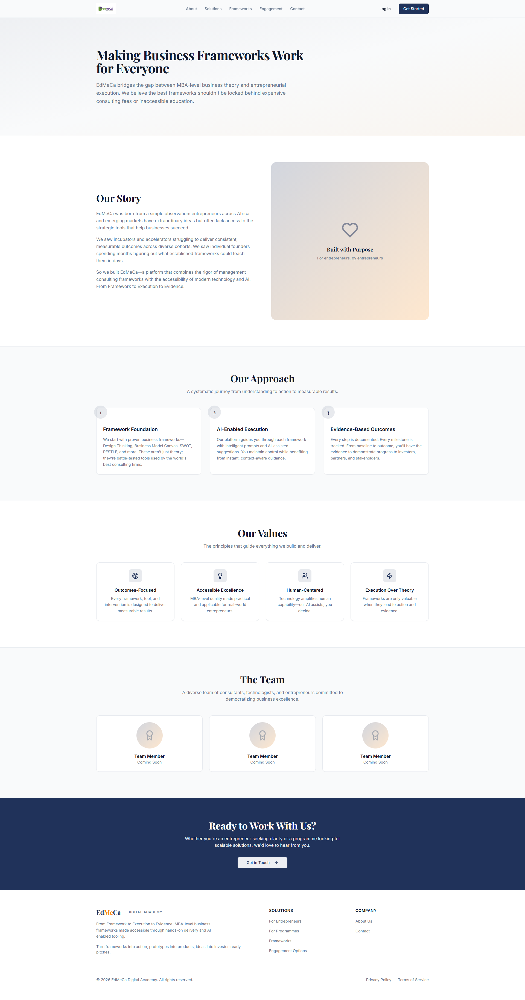 EdMeCa
About
Solutions
Frameworks
Engagement
Contact
Log In
Get Started
Making Business Frameworks Work
for Everyone
EdMeCa bridges the gap between MBA-level business theory and entrepreneurial
execution. We believe the best frameworks shouldn't be locked behind expensive
consulting fees or inaccessible education.
Our Story
EdMeCa was born from a simple observation: entrepreneurs across Africa
and emerging markets have extraordinary ideas but often lack access to the
strategic tools that help businesses succeed.
We saw incubators and accelerators struggling to deliver consistent,
measurable outcomes across diverse cohorts. We saw individual founders
spending months figuring out what established frameworks could teach
them in days.
So we built EdMeCa—a platform that combines the rigor of management
consulting frameworks with the accessibility of modern technology and AI.
From Framework to Execution to Evidence.
Built with Purpose
For entrepreneurs, by entrepreneurs
Our Approach
A systematic journey from understanding to action to measurable results.
1
Framework Foundation
We start with proven business frameworks—
Design Thinking, Business Model Canvas, SWOT,
PESTLE, and more. These aren't just theory;
they're battle-tested tools used by the world's
best consulting firms.
2
AI-Enabled Execution
Our platform guides you through each framework
with intelligent prompts and AI-assisted
suggestions. You maintain control while benefiting
from instant, context-aware guidance.
3
Evidence-Based Outcomes
Every step is documented. Every milestone is
tracked. From baseline to outcome, you'll have the
evidence to demonstrate progress to investors,
partners, and stakeholders.
Our Values
The principles that guide everything we build and deliver.
Outcomes-Focused
Every framework, tool, and
intervention is designed to deliver
measurable results.
Accessible Excellence
MBA-level quality made practical
and applicable for real-world
entrepreneurs.
Human-Centered
Technology amplifies human
capability—our AI assists, you
decide.
Execution Over Theory
Frameworks are only valuable
when they lead to action and
evidence.
The Team
A diverse team of consultants, technologists, and entrepreneurs committed to
democratizing business excellence.
Team Member
Coming Soon
Team Member
Coming Soon
Team Member
Coming Soon
Ready to Work With Us?
Whether you're an entrepreneur seeking clarity or a programme looking for
scalable solutions, we'd love to hear from you.
Get in Touch
EdMeCa
DIGITAL ACADEMY
From Framework to Execution to Evidence. MBA-level business
frameworks made accessible through hands-on delivery and AI-
enabled tooling.
Turn frameworks into action, prototypes into products, ideas into investor-ready
pitches.
SOLUTIONS
For Entrepreneurs
For Programmes
Frameworks
Engagement Options
COMPANY
About Us
Contact
© 2026 EdMeCa Digital Academy. All rights reserved.
Privacy Policy
Terms of Service